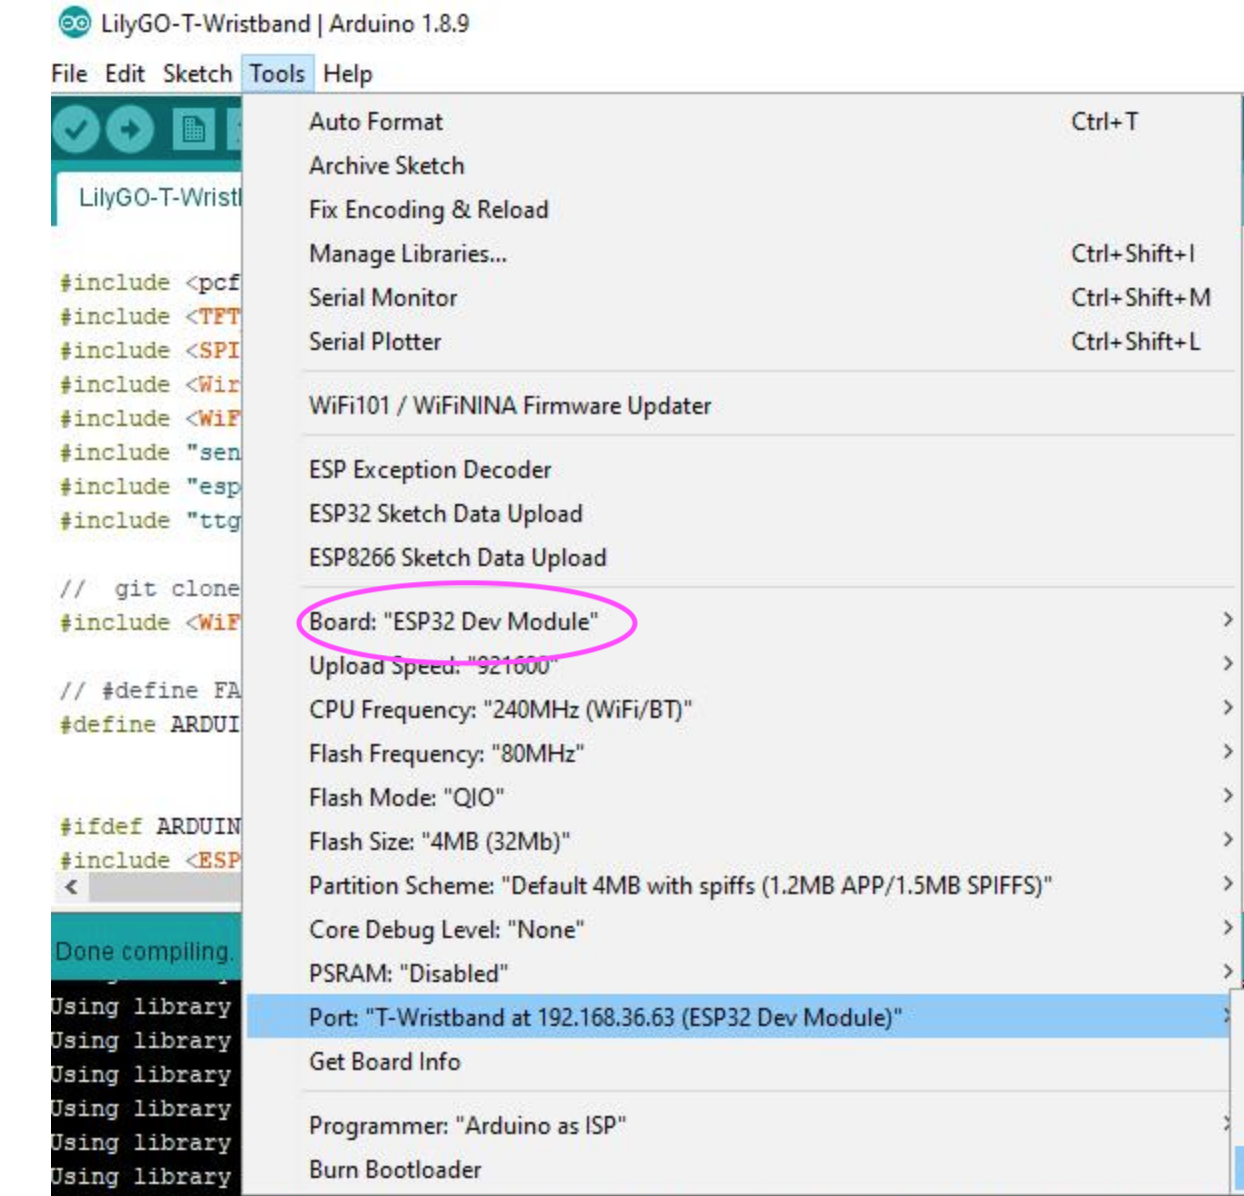 LilyGO-T-Wristband | Arduino 1.8.9
File Edit Sketch Tools Help
Auto Format Ctrl+T
Archive Sketch
LilyGO-T-Wrist
Fix Encoding & Reload
Manage Libraries... Ctrl+Shift+I
#include <pcf
Serial Monitor Ctrl+Shift+M
#include <TFT
Serial Plotter Ctrl+Shift+L
#include <SPI
#include <Wir
WiFi101 / WiFiNINA Firmware Updater
#include <WiF
#include "sen
ESP Exception Decoder
#include "esp
ESP32 Sketch Data Upload
#include "ttg
ESP8266 Sketch Data Upload
// git clone
Board: "ESP32 Dev Module"
#include <WiF
Upload Speed: "921600"
// #define FA
CPU Frequency: "240MHz (WiFi/BT)"
#define ARDUI
Flash Frequency: "80MHz"
Flash Mode: "QIO"
#ifdef ARDUIN
Flash Size: "4MB (32Mb)"
#include <ESP
Partition Scheme: "Default 4MB with spiffs (1.2MB APP/1.5MB SPIFFS)"
Core Debug Level: "None"
Done compiling.
PSRAM: "Disabled"
Using library
Port: "T-Wristband at 192.168.36.63 (ESP32 Dev Module)"
Using library
Get Board Info
Using library
Using library
Programmer: "Arduino as ISP"
Using library
Burn Bootloader
Using library